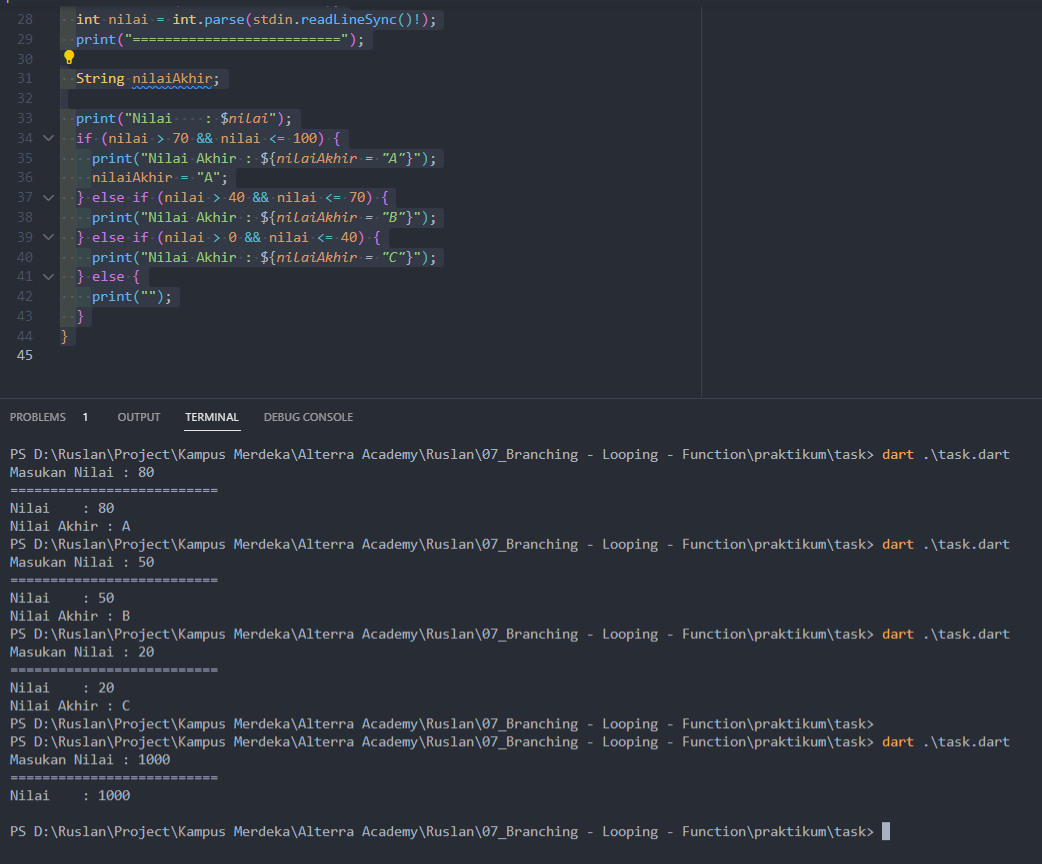 28 int nilai = int.parse(stdin.readLineSync()!);
29 print("==========================");
30
31 String nilaiAkhir;
32
33 print("Nilai    : $nilai");
34 if (nilai > 70 && nilai <= 100) {
35 print("Nilai Akhir : ${nilaiAkhir = "A"}");
36 nilaiAkhir = "A";
37 } else if (nilai > 40 && nilai <= 70) {
38 print("Nilai Akhir : ${nilaiAkhir = "B"}");
39 } else if (nilai > 0 && nilai <= 40) {
40 print("Nilai Akhir : ${nilaiAkhir = "C"}");
41 } else {
42 print("");
43 }
44 }
45
PROBLEMS 1 OUTPUT TERMINAL DEBUG CONSOLE
PS D:\Ruslan\Project\Kampus Merdeka\Alterra Academy\Ruslan\07_Branching - Looping - Function\praktikum\task> dart .\task.dart
Masukan Nilai : 80
==========================
Nilai    : 80
Nilai Akhir : A
PS D:\Ruslan\Project\Kampus Merdeka\Alterra Academy\Ruslan\07_Branching - Looping - Function\praktikum\task> dart .\task.dart
Masukan Nilai : 50
==========================
Nilai    : 50
Nilai Akhir : B
PS D:\Ruslan\Project\Kampus Merdeka\Alterra Academy\Ruslan\07_Branching - Looping - Function\praktikum\task> dart .\task.dart
Masukan Nilai : 20
==========================
Nilai    : 20
Nilai Akhir : C
PS D:\Ruslan\Project\Kampus Merdeka\Alterra Academy\Ruslan\07_Branching - Looping - Function\praktikum\task>
PS D:\Ruslan\Project\Kampus Merdeka\Alterra Academy\Ruslan\07_Branching - Looping - Function\praktikum\task> dart .\task.dart
Masukan Nilai : 1000
==========================
Nilai    : 1000
PS D:\Ruslan\Project\Kampus Merdeka\Alterra Academy\Ruslan\07_Branching - Looping - Function\praktikum\task>